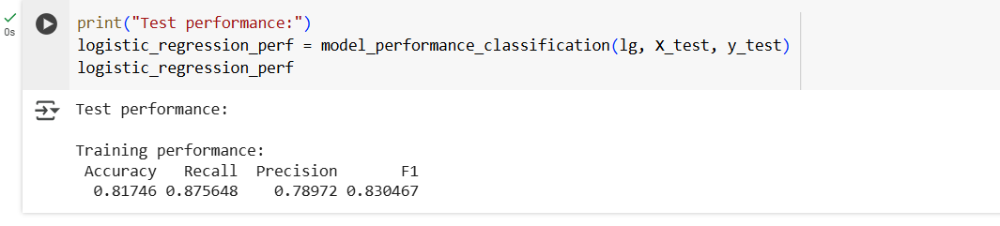 print("Test performance:")
0s
logistic_regression_perf = model_performance_classification(lg, X_test, y_test)
logistic_regression_perf
Test performance:
Training performance:
Accuracy Recall Precision F1
0.81746 0.875648 0.78972 0.830467